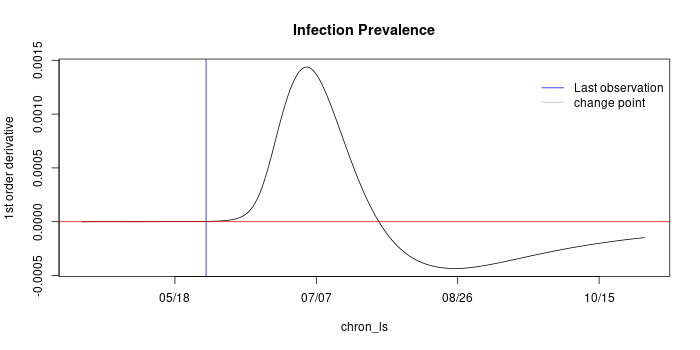 Infection Prevalence
1st order derivative
0.0015
0.0010
0.0005
0.0000
-0.0005
Last observation
change point
05/18
07/07
08/26
10/15
chron_ls